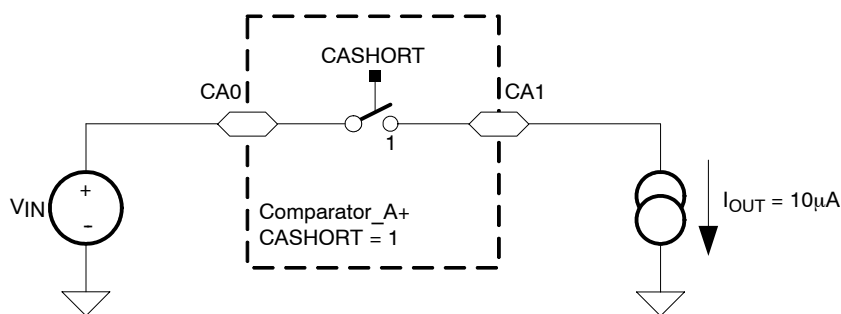 CASHORT
CA0
CA1
1
VIN
+
-
Comparator_A+
CASHORT = 1
IOUT = 10μA